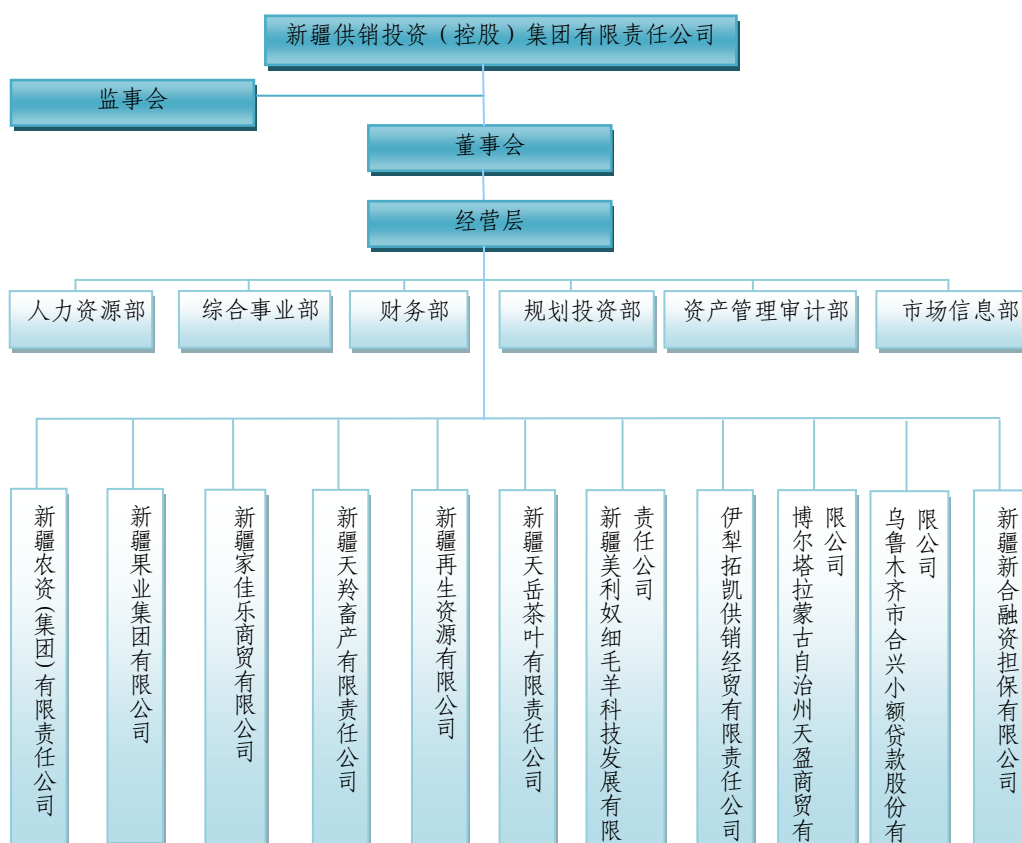 新疆供销投资（控股）集团有限责任公司
监事会
董事会
经营层
人力资源部
综合事业部
财务部
规划投资部
资产管理审计部
市场信息部
新疆农资(集团)有限责任公司
新疆果业集团有限公司
新疆家佳乐商贸有限公司
新疆天羚畜产有限责任公司
新疆再生资源有限公司
新疆天岳茶叶有限责任公司
新疆美利奴细毛羊科技发展有限
责任公司
伊犁拓凯供销经贸有限责任公司
博尔塔拉蒙古自治州天盈商贸有
限公司
乌鲁木齐市合兴小额贷款股份有
限公司
新疆新合融资担保有限公司